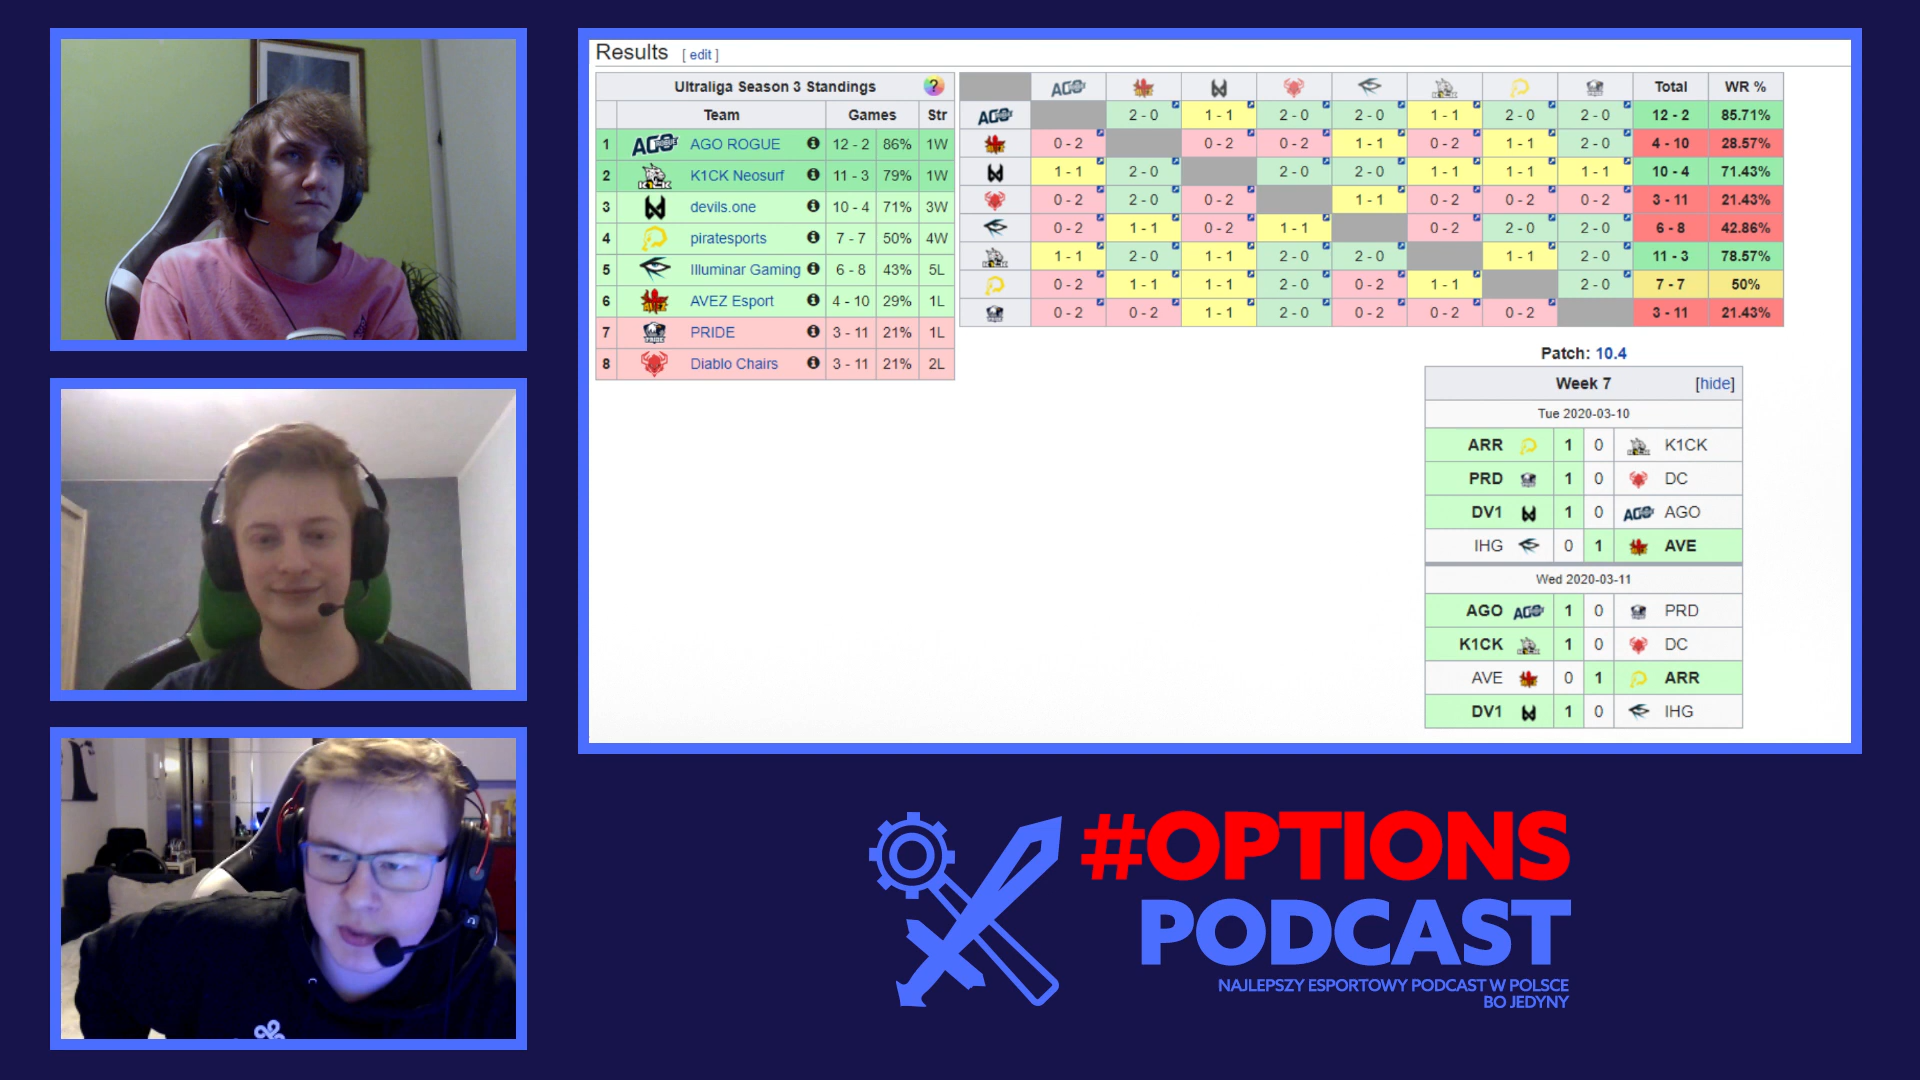 Results [ edit ]
Ultraliga Season 3 Standings
Team Games Str
1 AGO ROGUE 12 - 2 86% 1W
2 K1CK Neosurf 11 - 3 79% 1W
3 devils.one 10 - 4 71% 3W
4 piratesports 7 - 7 50% 4W
5 Illuminar Gaming 6 - 8 43% 5L
6 AVEZ Esport 4 - 10 29% 1L
7 PRIDE 3 - 11 21% 1L
8 Diablo Chairs 3 - 11 21% 2L
AGO Total WR %
AGO 2 - 0 1 - 1 2 - 0 2 - 0 1 - 1 2 - 0 2 - 0 12 - 2 85.71%
0 - 2 0 - 2 0 - 2 1 - 1 0 - 2 1 - 1 2 - 0 4 - 10 28.57%
1 - 1 2 - 0 2 - 0 2 - 0 1 - 1 1 - 1 1 - 1 10 - 4 71.43%
0 - 2 2 - 0 0 - 2 1 - 1 0 - 2 0 - 2 0 - 2 3 - 11 21.43%
0 - 2 1 - 1 0 - 2 1 - 1 0 - 2 2 - 0 2 - 0 6 - 8 42.86%
1 - 1 2 - 0 1 - 1 2 - 0 2 - 0 1 - 1 2 - 0 11 - 3 78.57%
0 - 2 1 - 1 1 - 1 2 - 0 0 - 2 1 - 1 2 - 0 7 - 7 50%
0 - 2 0 - 2 1 - 1 2 - 0 0 - 2 0 - 2 0 - 2 3 - 11 21.43%
Patch: 10.4
Week 7 [hide]
Tue 2020-03-10
ARR 1 0 K1CK
PRD 1 0 DC
DV1 1 0 AGO AGO
IHG 0 1 AVE
Wed 2020-03-11
AGO AGO 1 0 PRD
K1CK 1 0 DC
AVE 0 1 ARR
DV1 1 0 IHG
#OPTIONS
PODCAST
NAJLEPSZY ESPORTOWY PODCAST W POLSCE
BO JEDYNY